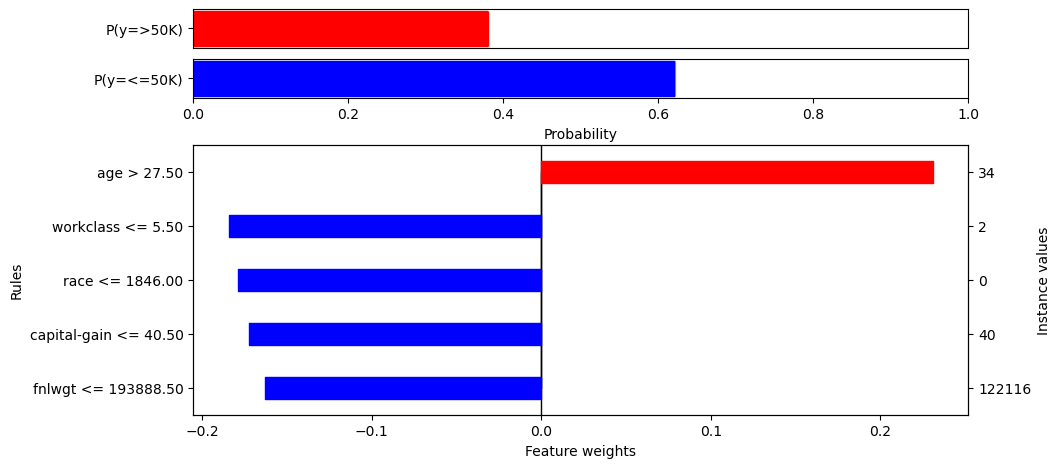 P(y=>50K)
P(y=<=50K)
0.0 0.2 0.4 0.6 0.8 1.0
Probability
Rules
age > 27.50 34
workclass <= 5.50 2
race <= 1846.00 0
capital-gain <= 40.50 40
fnlwgt <= 193888.50 122116
Instance values
−0.2 −0.1 0.0 0.1 0.2
Feature weights